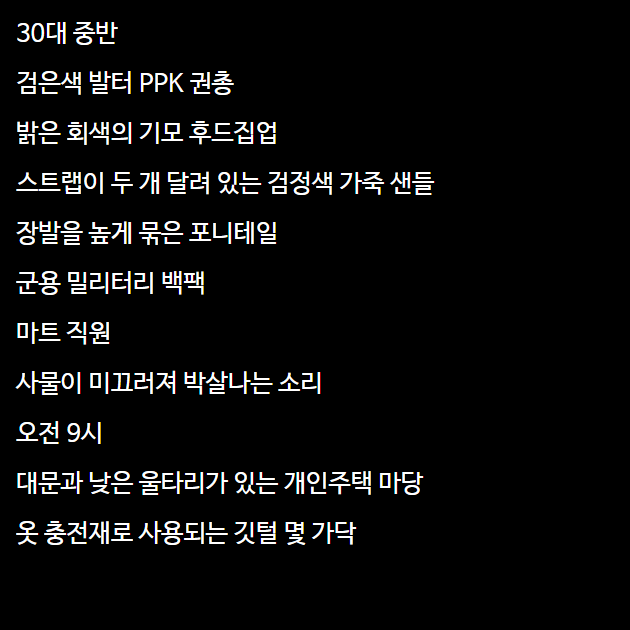 30대 중반
검은색 발터 PPK 권총
밝은 회색의 기모 후드집업
스트랩이 두 개 달려 있는 검정색 가죽 샌들
장발을 높게 묶은 포니테일
군용 밀리터리 백팩
마트 직원
사물이 미끄러져 박살나는 소리
오전 9시
대문과 낮은 울타리가 있는 개인주택 마당
옷 충전재로 사용되는 깃털 몇 가닥